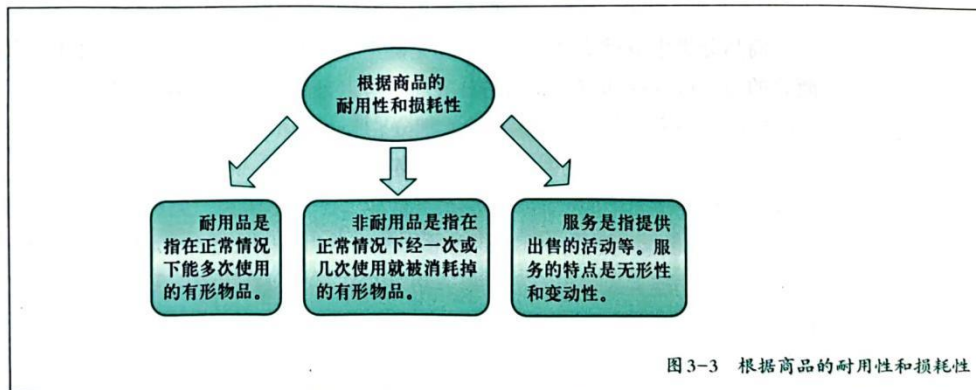 根据商品的
耐用性和损耗性
耐用品是
指在正常情况
下能多次使用
的有形物品。
非耐用品是指在
正常情况下经一次或
几次使用就被消耗掉
的有形物品。
服务是指提供
出售的活动等。服
务的特点是无形性
和变动性。
图3-3 根据商品的耐用性和损耗性